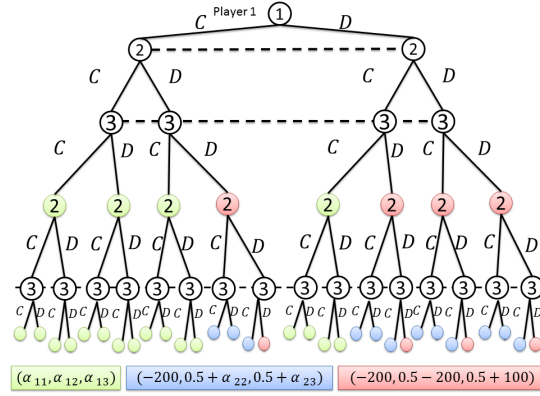 Player 1
C 1 D
2 2
C D C D
3 3 3 3
C D C D C D C D
2 2 2 2 2 2 2 2
C D C D C D C D C D C D C D C D
3 3 3 3 3 3 3 3 3 3 3 3 3 3 3 3
C D C D C D C D C D C D C D C D C D C D C D C D C D C D C D C D
(α₁₁, α₁₂, α₁₃) (−200, 0.5 + α₂₂, 0.5 + α₂₃) (−200, 0.5 − 200, 0.5 + 100)